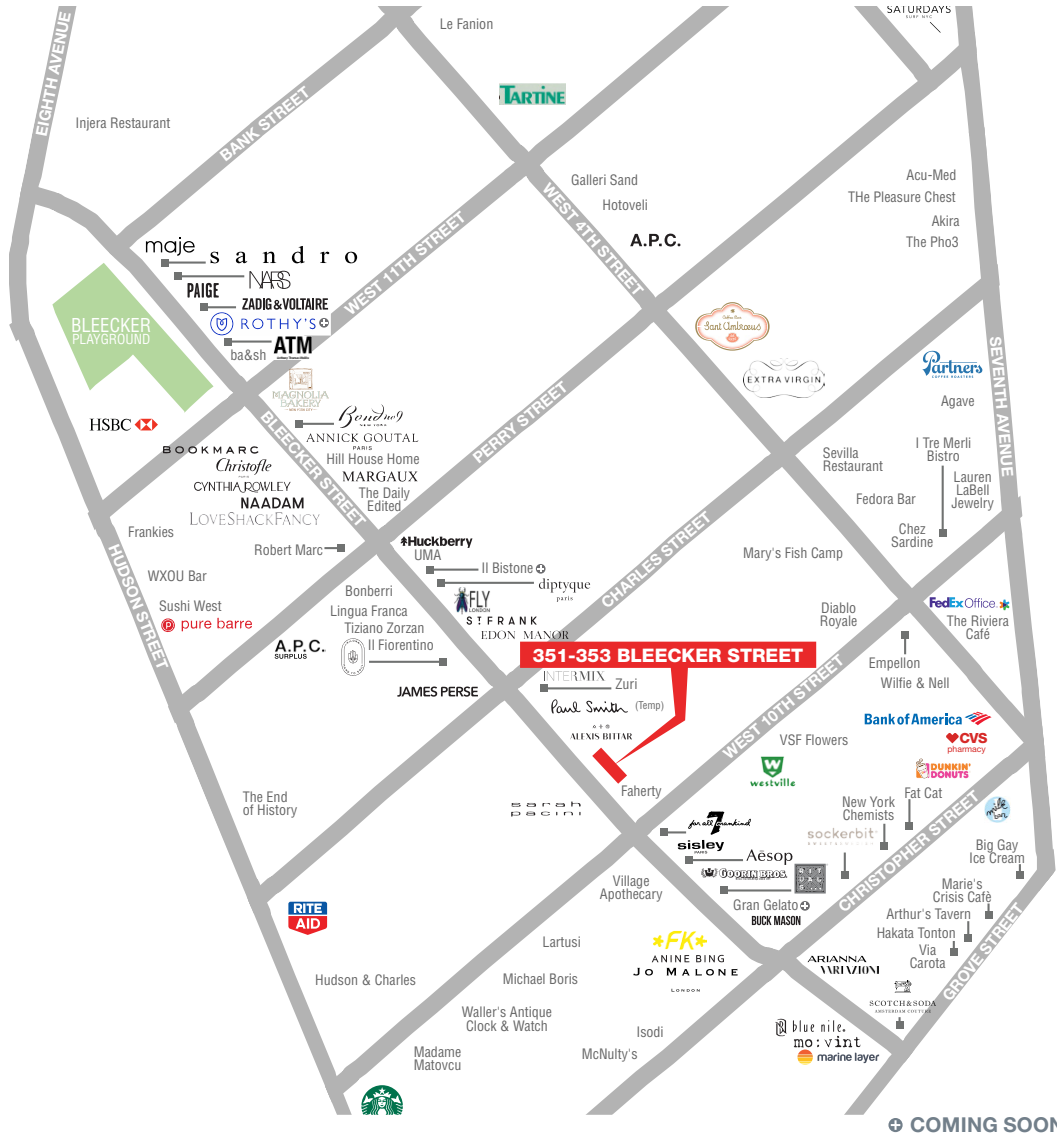 SATURDAYS
SURF NYC
Le Fanion
EIGHTH AVENUE
TARTINE
Injera Restaurant
BANK STREET
Galleri Sand
Hotoveli
WEST 4TH STREET
A.P.C.
Acu-Med
THe Pleasure Chest
Akira
The Pho3
maje
sandro
NARS
PAIGE
ZADIG & VOLTAIRE
ROTHY'S
ba&sh
ATM
WEST 11TH STREET
BLEECKER
PLAYGROUND
Sant Ambroeus
EXTRA VIRGIN
Partners
COFFEE ROASTERS
SEVENTH AVENUE
Agave
MAGNOLIA
BAKERY
HSBC
Bond no 9
NEW YORK
ANNICK GOUTAL
PARIS
Hill House Home
MARGAUX
The Daily
Edited
BLEECKER STREET
PERRY STREET
BOOKMARC
Christofle
CYNTHIA ROWLEY
NAADAM
LOVESHACKFANCY
Sevilla
Restaurant
I Tre Merli
Bistro
Lauren
LaBell
Jewelry
Fedora Bar
Chez
Sardine
Frankies
Robert Marc
HUDSON STREET
WXOU Bar
Sushi West
pure barre
Huckberry
UMA
Il Bistone
diptyque
paris
CHARLES STREET
Mary's Fish Camp
Bonberri
Lingua Franca
Tiziano Zorzan
Il Fiorentino
A.P.C.
SURPLUS
FLY
LONDON
ST FRANK
EDON MANOR
Diablo
Royale
FedEx Office
The Riviera
Café
351-353 BLEECKER STREET
Empellon
Wilfie & Nell
JAMES PERSE
INTERMIX
Zuri
Paul Smith
(Temp)
ALEXIS BITTAR
WEST 10TH STREET
Bank of America
CVS
pharmacy
VSF Flowers
westville
DUNKIN'
DONUTS
Faherty
The End
of History
sarah
pacini
New York
Chemists
Fat Cat
milk
bar
7
for all mankind
sisley
PARIS
Aēsop
sockerbit
GOORIN BROS.
CHRISTOPHER STREET
Big Gay
Ice Cream
Village
Apothecary
Gran Gelato
BUCK MASON
Marie's
Crisis Cafè
Arthur's Tavern
Hakata Tonton
Via
Carota
GROVE STREET
RITE
AID
Lartusi
FK
ANINE BING
JO MALONE
LONDON
ARIANNA
VARIAZIONI
Hudson & Charles
Michael Boris
SCOTCH & SODA
AMSTERDAM COUTURE
Waller's Antique
Clock & Watch
Isodi
McNulty's
blue nile.
mo:vint
marine layer
Madame
Matovcu
COMING SOON